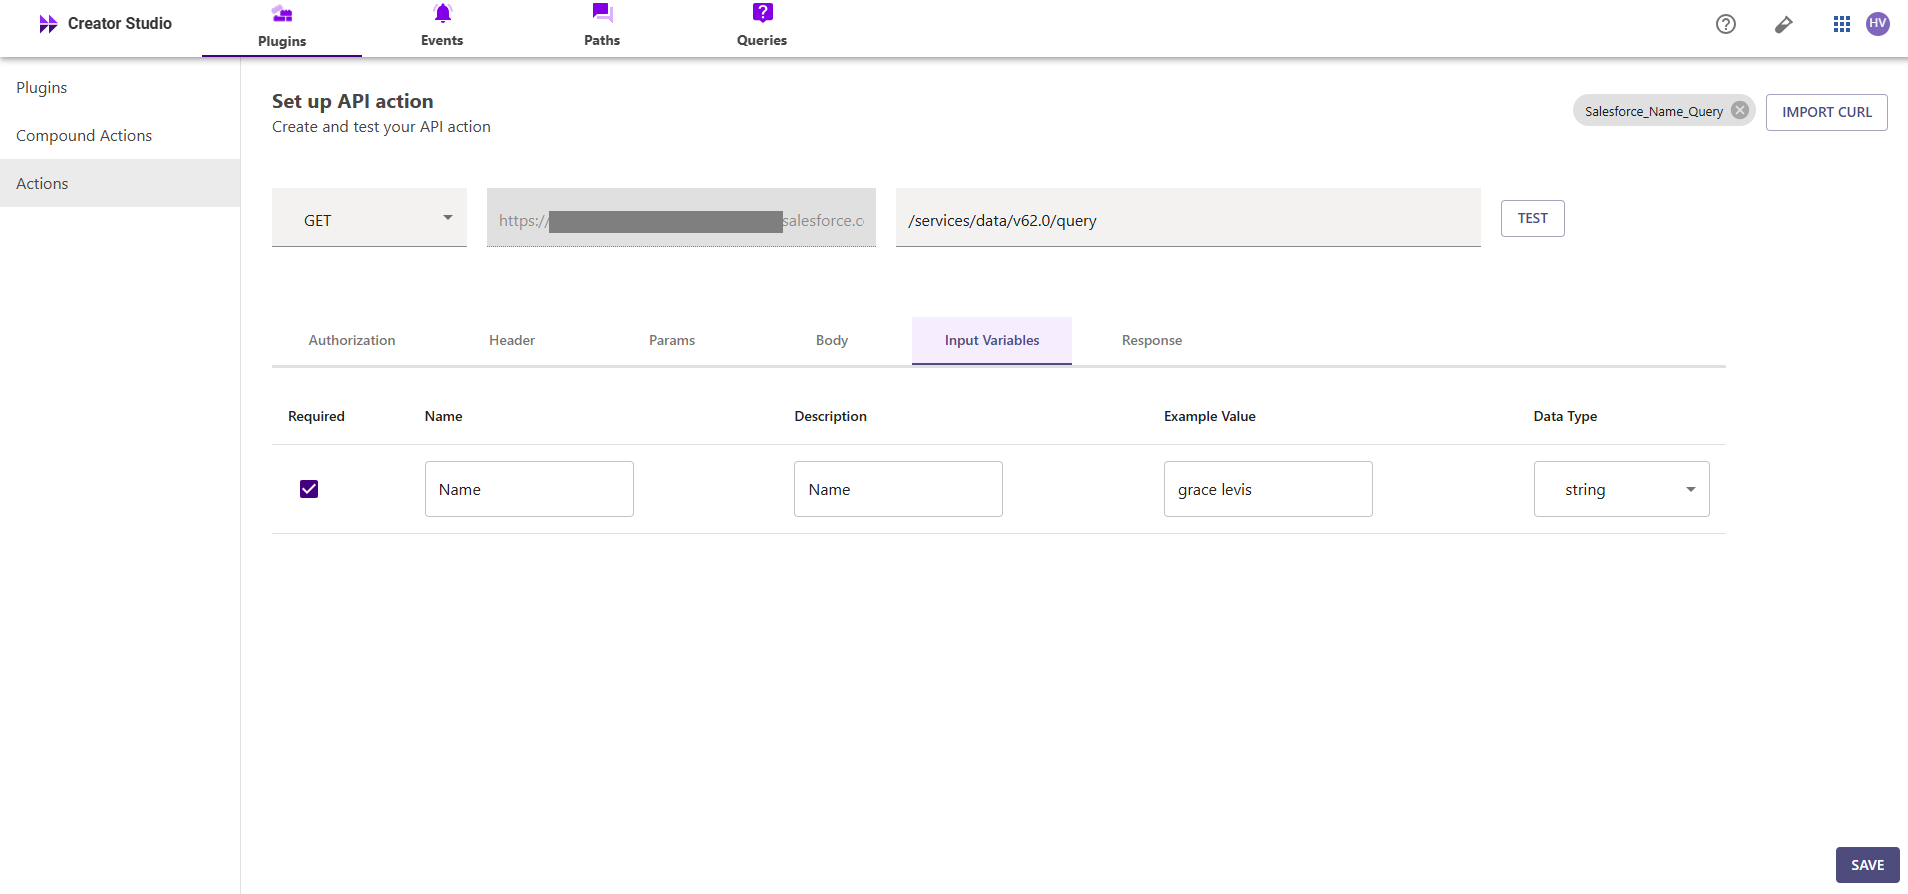 Creator Studio
Plugins
Events
Paths
Queries
HV
Plugins
Compound Actions
Actions
Set up API action
Create and test your API action
Salesforce_Name_Query
IMPORT CURL
GET
https://
salesforce.c
/services/data/v62.0/query
TEST
Authorization
Header
Params
Body
Input Variables
Response
Required
Name
Description
Example Value
Data Type
Name
Name
grace levis
string
SAVE